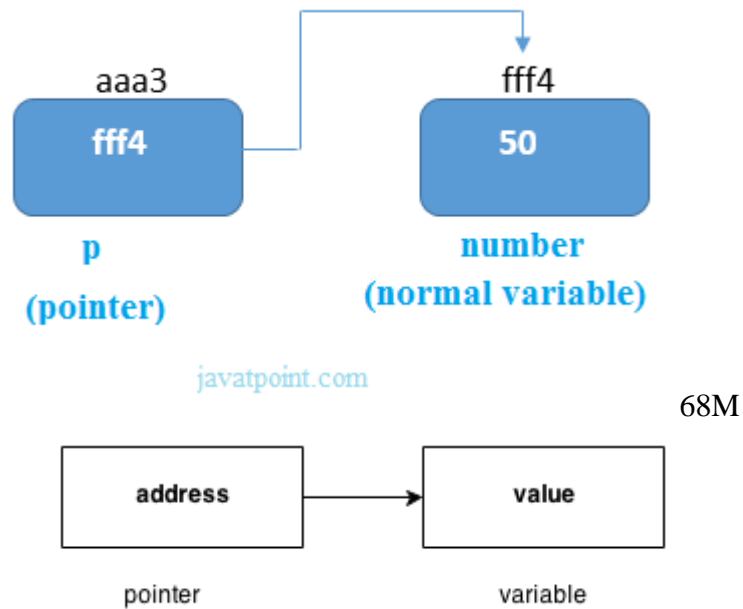 aaa3 fff4
fff4 50
p number
(pointer) (normal variable)
javatpoint.com
68M
address value
pointer variable